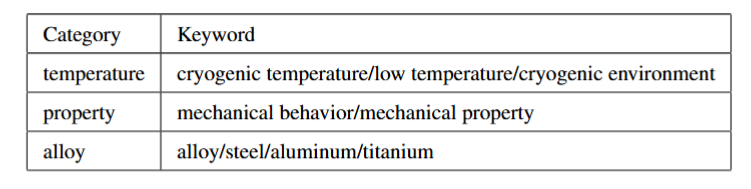 Category Keyword
temperature cryogenic temperature/low temperature/cryogenic environment
property mechanical behavior/mechanical property
alloy alloy/steel/aluminum/titanium